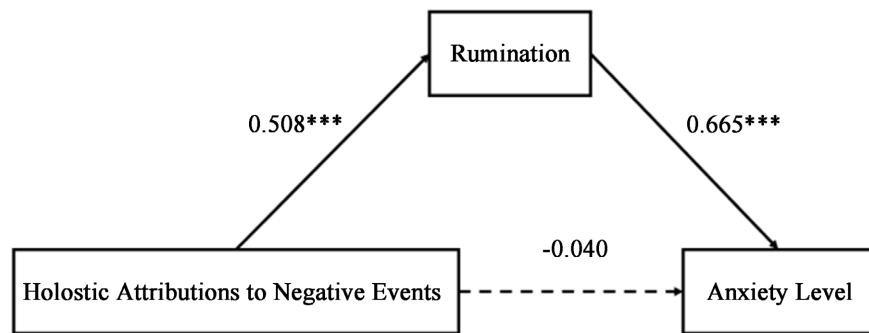 Rumination
0.508***
0.665***
-0.040
Holostic Attributions to Negative Events
Anxiety Level